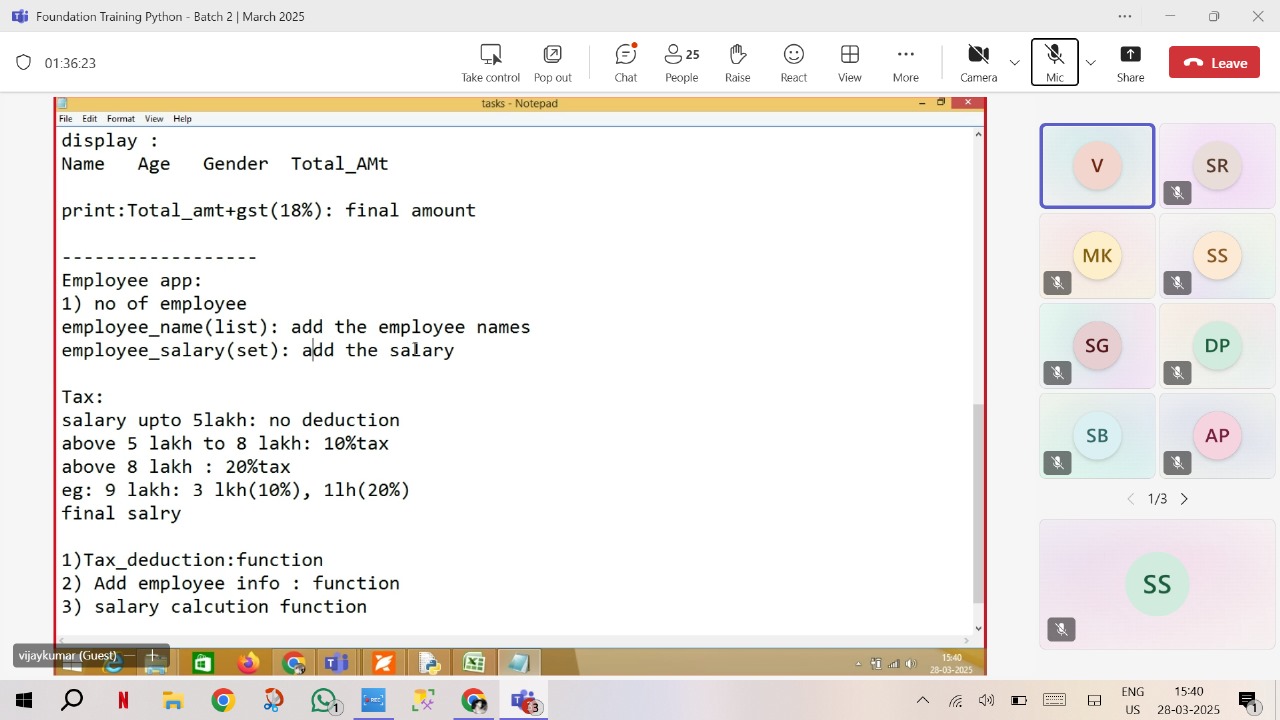 Foundation Training Python - Batch 2 | March 2025
01:36:23
Take control
Pop out
Chat
25
People
Raise
React
View
More
Camera
Mic
Share
Leave
tasks - Notepad
File Edit Format View Help
display :
Name Age Gender Total_AMt
print:Total_amt+gst(18%): final amount
------------------
Employee app:
1) no of employee
employee_name(list): add the employee names
employee_salary(set): add the salary
Tax:
salary upto 5lakh: no deduction
above 5 lakh to 8 lakh: 10%tax
above 8 lakh : 20%tax
eg: 9 lakh: 3 lkh(10%), 1lh(20%)
final salry
1)Tax_deduction:function
2) Add employee info : function
3) salary calcution function
vijaykumar (Guest)
15:40
28-03-2025
V
SR
MK
SS
SG
DP
SB
AP
1/3
SS
N
REC
1
3
ENG
US
15:40
28-03-2025
1